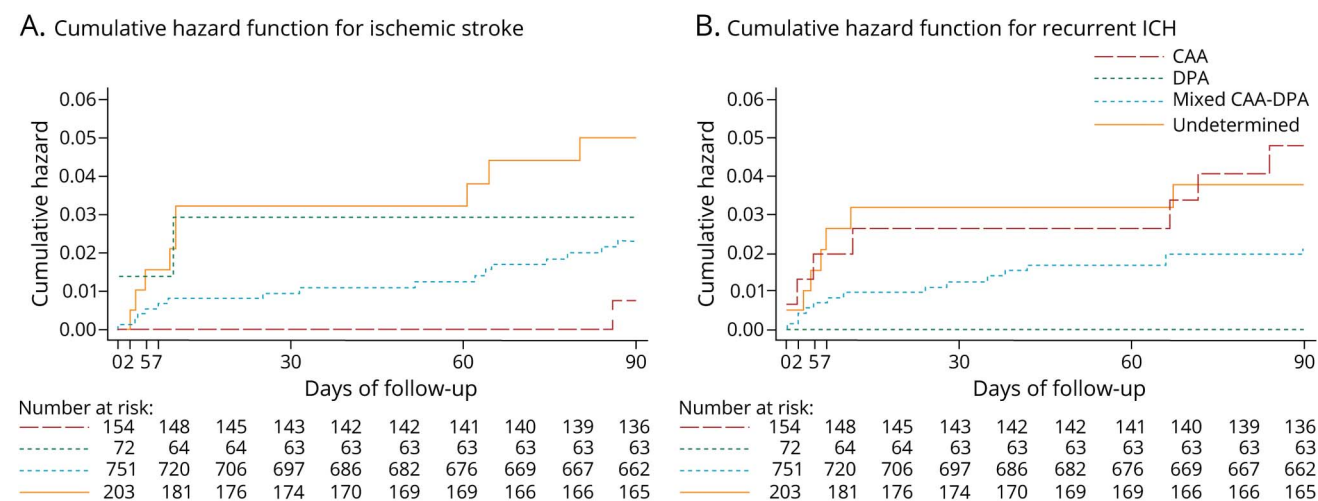 A. Cumulative hazard function for ischemic stroke
Cumulative hazard
0.06
0.05
0.04
0.03
0.02
0.01
0.00
0 2 5 7 30 60 90
Days of follow-up
Number at risk:
154 148 145 143 142 142 141 140 139 136
72 64 64 63 63 63 63 63 63 63
751 720 706 697 686 682 676 669 667 662
203 181 176 174 170 169 169 166 166 165
B. Cumulative hazard function for recurrent ICH
CAA
DPA
Mixed CAA-DPA
Undetermined
Cumulative hazard
0.06
0.05
0.04
0.03
0.02
0.01
0.00
0 2 5 7 30 60 90
Days of follow-up
Number at risk:
154 148 145 143 142 142 141 140 139 136
72 64 64 63 63 63 63 63 63 63
751 720 706 697 686 682 676 669 667 662
203 181 176 174 170 169 169 166 166 165